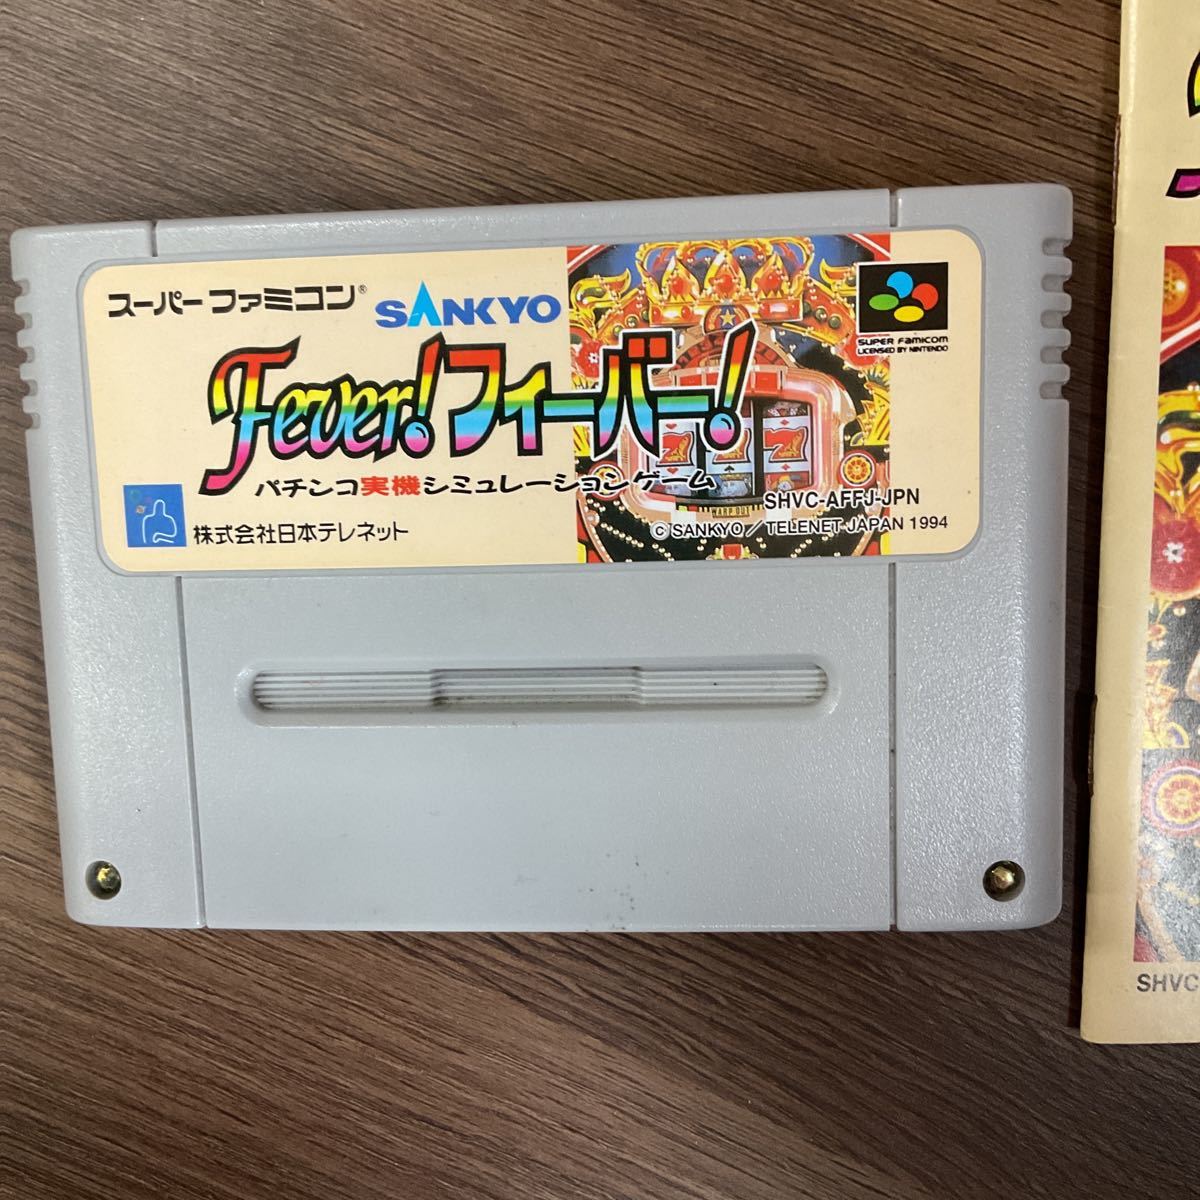 スーパーファミコン®
SANKYO
Fever!フィーバー!
パチンコ実機シミュレーションゲーム
株式会社日本テレネット
SUPER FAMICOM
LICENSED BY NINTENDO
WARP OUT
SHVC-AFFJ-JPN
© SANKYO / TELENET JAPAN 1994
SHVC